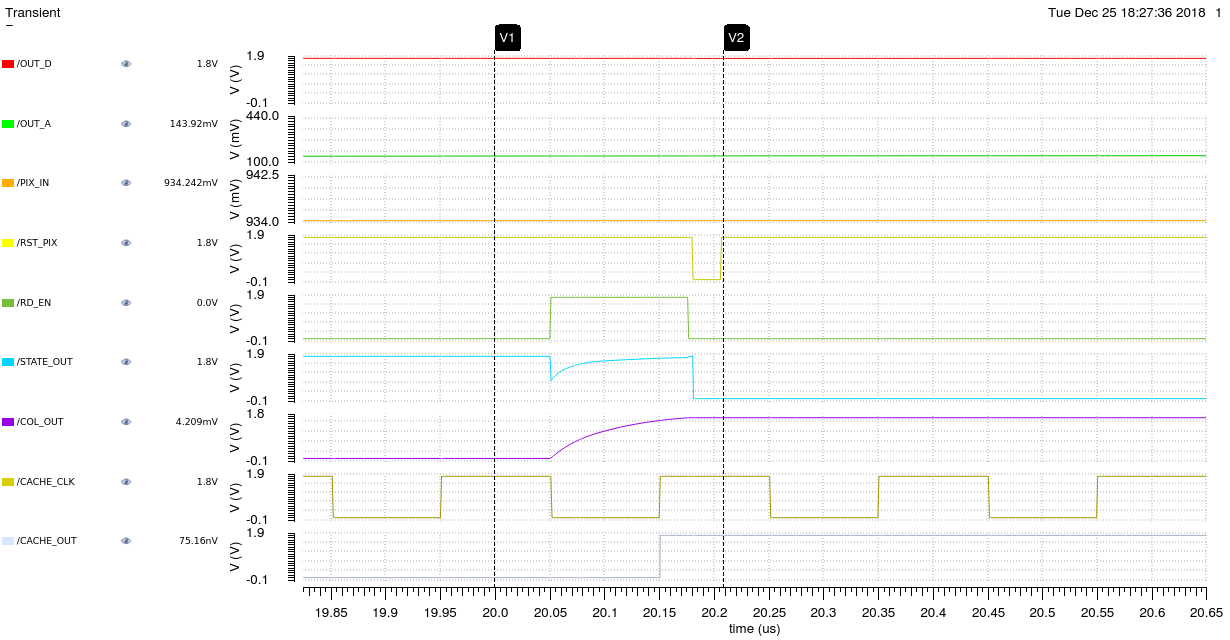 Transient Tue Dec 25 18:27:36 2018 1
V1 V2
/OUT_D 1.8V V (V) 1.9 -0.1
/OUT_A 143.92mV V (mV) 440.0 100.0
/PIX_IN 934.242mV V (mV) 942.5 934.0
/RST_PIX 1.8V V (V) 1.9 -0.1
/RD_EN 0.0V V (V) 1.9 -0.1
/STATE_OUT 1.8V V (V) 1.9 -0.1
/COL_OUT 4.209mV V (V) 1.8 -0.1
/CACHE_CLK 1.8V V (V) 1.9 -0.1
/CACHE_OUT 75.16nV V (V) 1.9 -0.1
19.85 19.9 19.95 20.0 20.05 20.1 20.15 20.2 20.25 20.3 20.35 20.4 20.45 20.5 20.55 20.6 20.65
time (us)